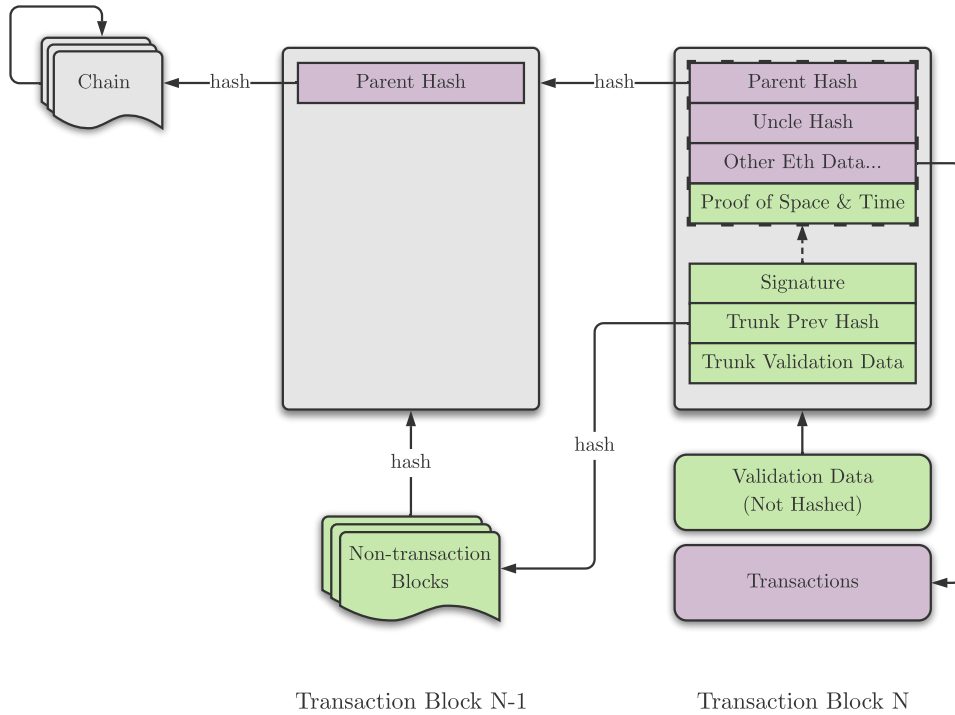 Chain
hash
Parent Hash
hash
Parent Hash
Uncle Hash
Other Eth Data...
Proof of Space & Time
Signature
Trunk Prev Hash
Trunk Validation Data
hash
hash
Validation Data
(Not Hashed)
Non-transaction
Blocks
Transactions
Transaction Block N-1
Transaction Block N